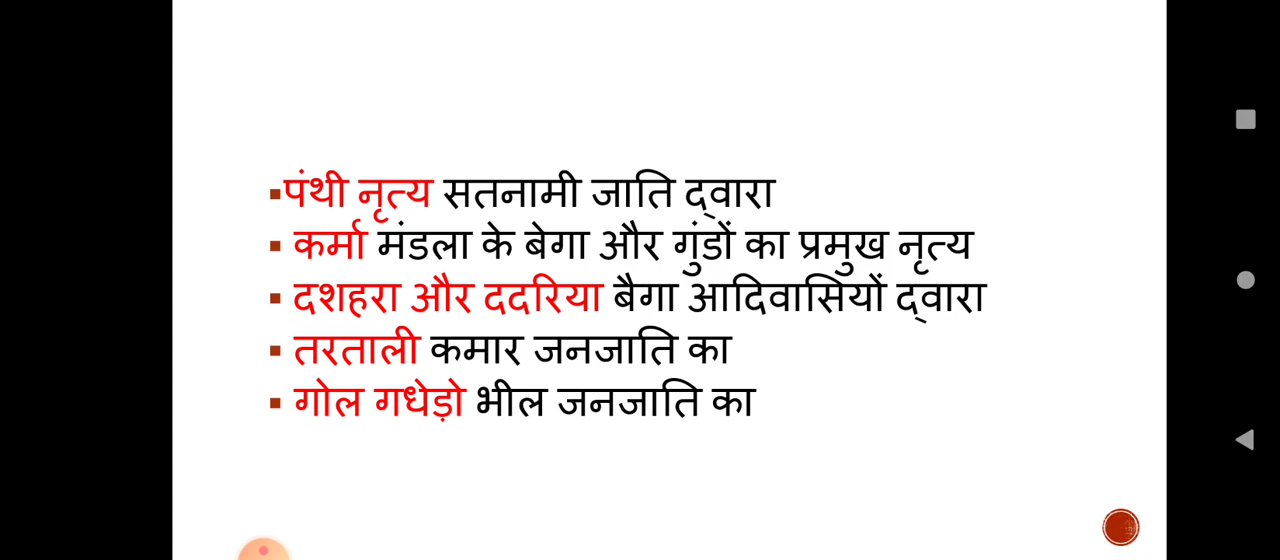 ▪पंथी नृत्य सतनामी जाति द्वारा
▪ कर्मा मंडला के बेगा और गुंडों का प्रमुख नृत्य
▪ दशहरा और ददरिया बैगा आदिवासियों द्वारा
▪ तरताली कमार जनजाति का
▪ गोल गधेड़ो भील जनजाति का